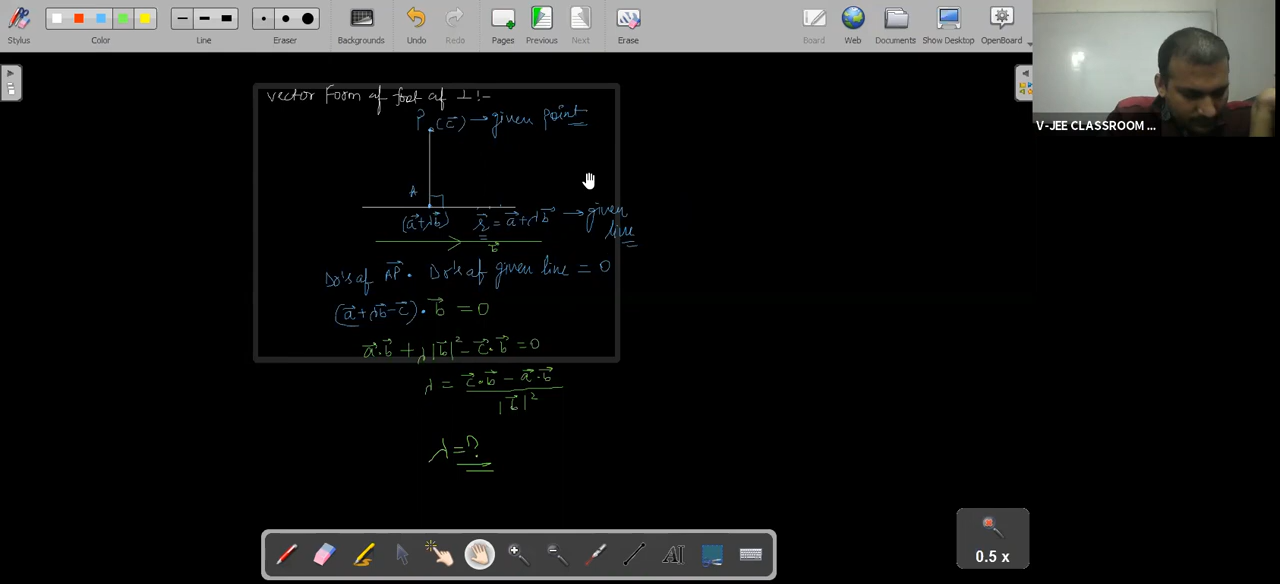 Stylus Color Line Eraser Backgrounds Undo Redo Pages Previous Next Erase Board Web Documents Show Desktop OpenBoard
V-JEE CLASSROOM ...
vector Form of foot of ⊥ :-
P (c⃗) → given point
A
(a⃗+λb⃗) r⃗ = a⃗+λb⃗ → given line
b⃗
Dr's of AP⃗ . Dr's of given line = 0
(a⃗+λb⃗-c⃗) . b⃗ = 0
a⃗.b⃗ + λ|b⃗|² - c⃗.b⃗ = 0
λ = (c⃗.b⃗ - a⃗.b⃗) / |b⃗|²
λ = ?
AI
0.5 x